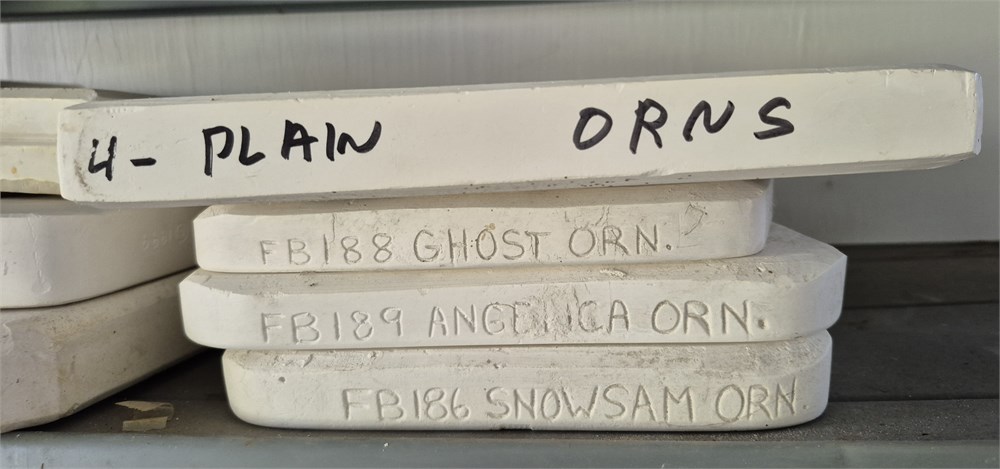 4- PLAIN ORNS
FB188 GHOST ORN.
FB189 ANGELICA ORN.
FB186 SNOWSAM ORN.